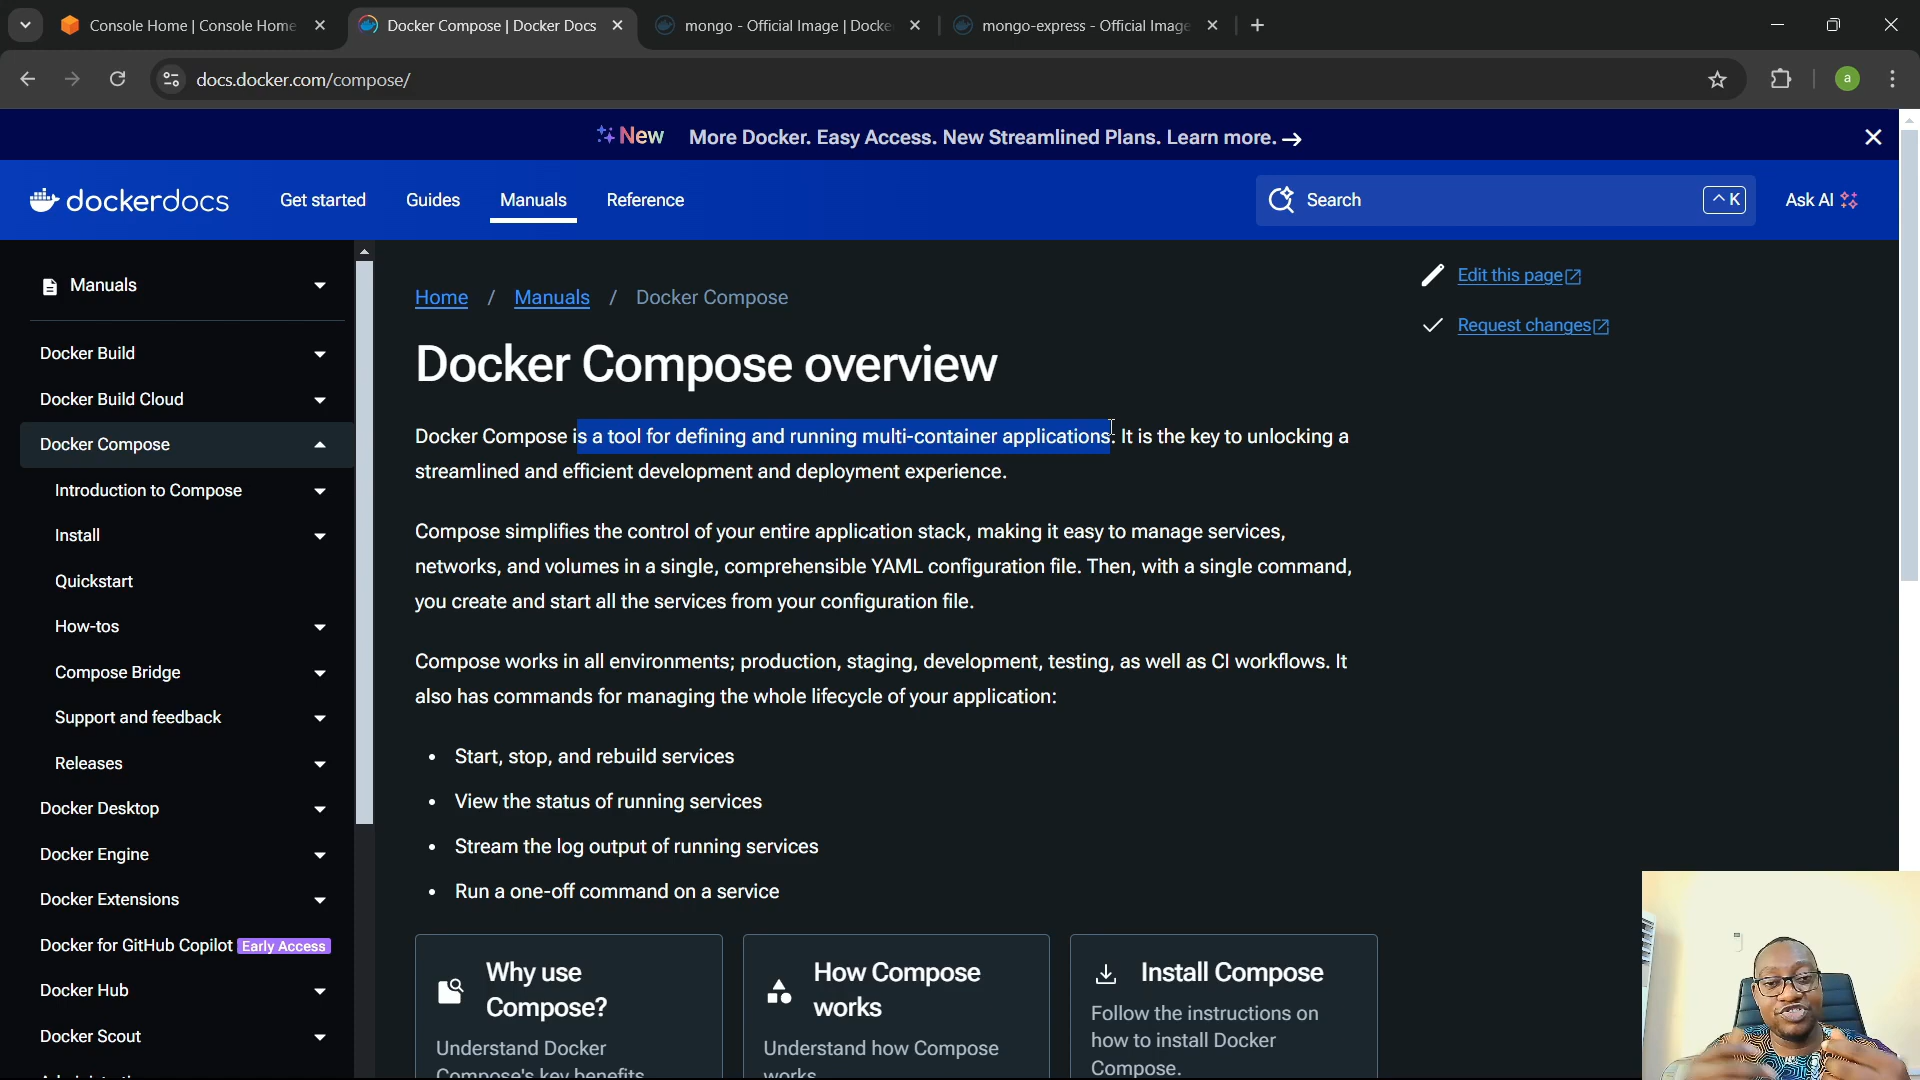 Console Home | Console Home
Docker Compose | Docker Docs
mongo - Official Image | Docke
mongo-express - Official Image
docs.docker.com/compose/
a
New More Docker. Easy Access. New Streamlined Plans. Learn more.
dockerdocs
Get started
Guides
Manuals
Reference
Search
^ K
Ask AI
Manuals
Docker Build
Docker Build Cloud
Docker Compose
Introduction to Compose
Install
Quickstart
How-tos
Compose Bridge
Support and feedback
Releases
Docker Desktop
Docker Engine
Docker Extensions
Docker for GitHub Copilot Early Access
Docker Hub
Docker Scout
Home / Manuals / Docker Compose
Docker Compose overview
Docker Compose is a tool for defining and running multi-container applications. It is the key to unlocking a
streamlined and efficient development and deployment experience.
Compose simplifies the control of your entire application stack, making it easy to manage services,
networks, and volumes in a single, comprehensible YAML configuration file. Then, with a single command,
you create and start all the services from your configuration file.
Compose works in all environments; production, staging, development, testing, as well as CI workflows. It
also has commands for managing the whole lifecycle of your application:
• Start, stop, and rebuild services
• View the status of running services
• Stream the log output of running services
• Run a one-off command on a service
Why use
Compose?
Understand Docker
Compose's key benefits
How Compose
works
Understand how Compose
works
Install Compose
Follow the instructions on
how to install Docker
Compose.
Edit this page
Request changes